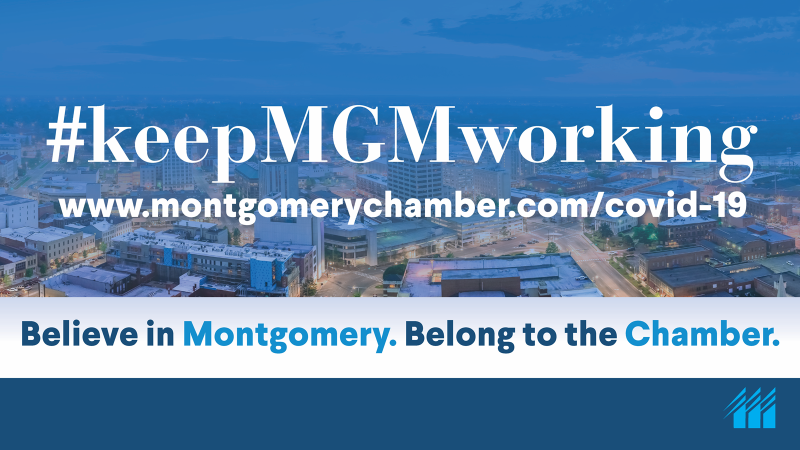 #keepMGMworking
www.montgomerychamber.com/covid-19
Believe in Montgomery. Belong to the Chamber.